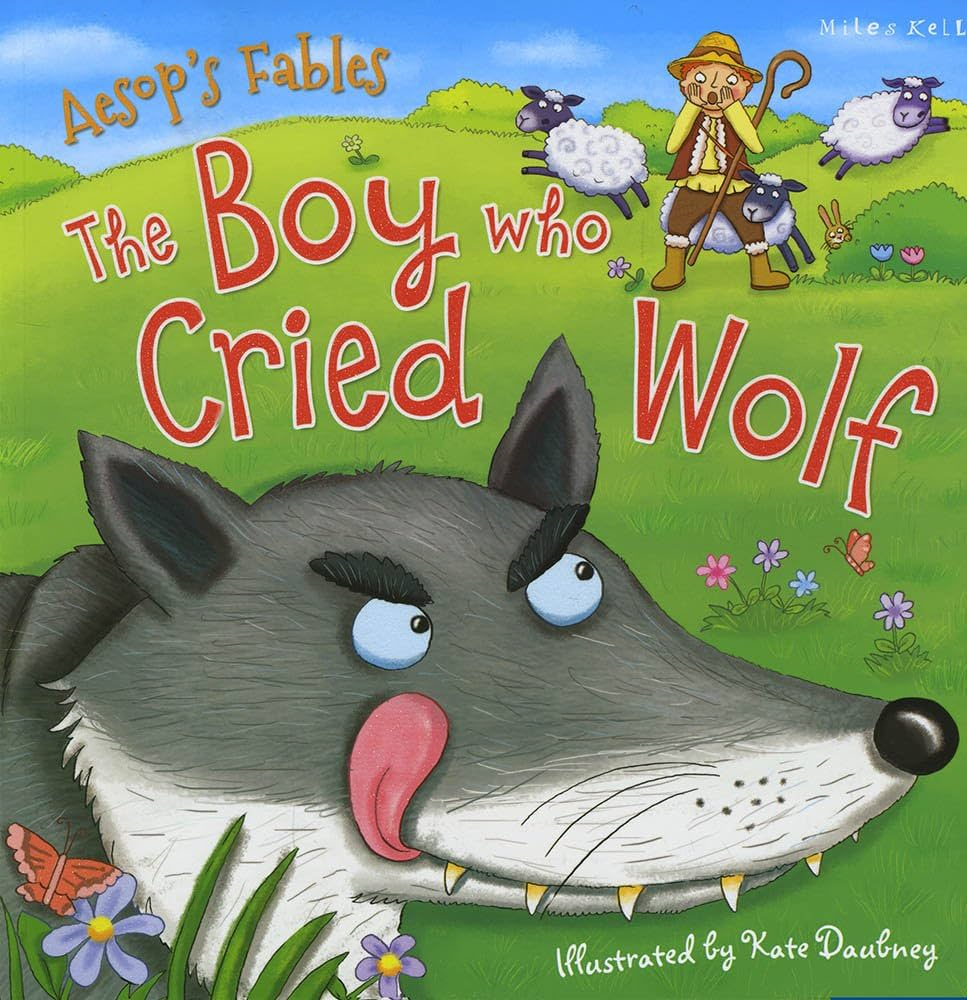 Miles Kell
Aesop's Fables
The Boy who
Cried Wolf
Illustrated by Kate Daubney